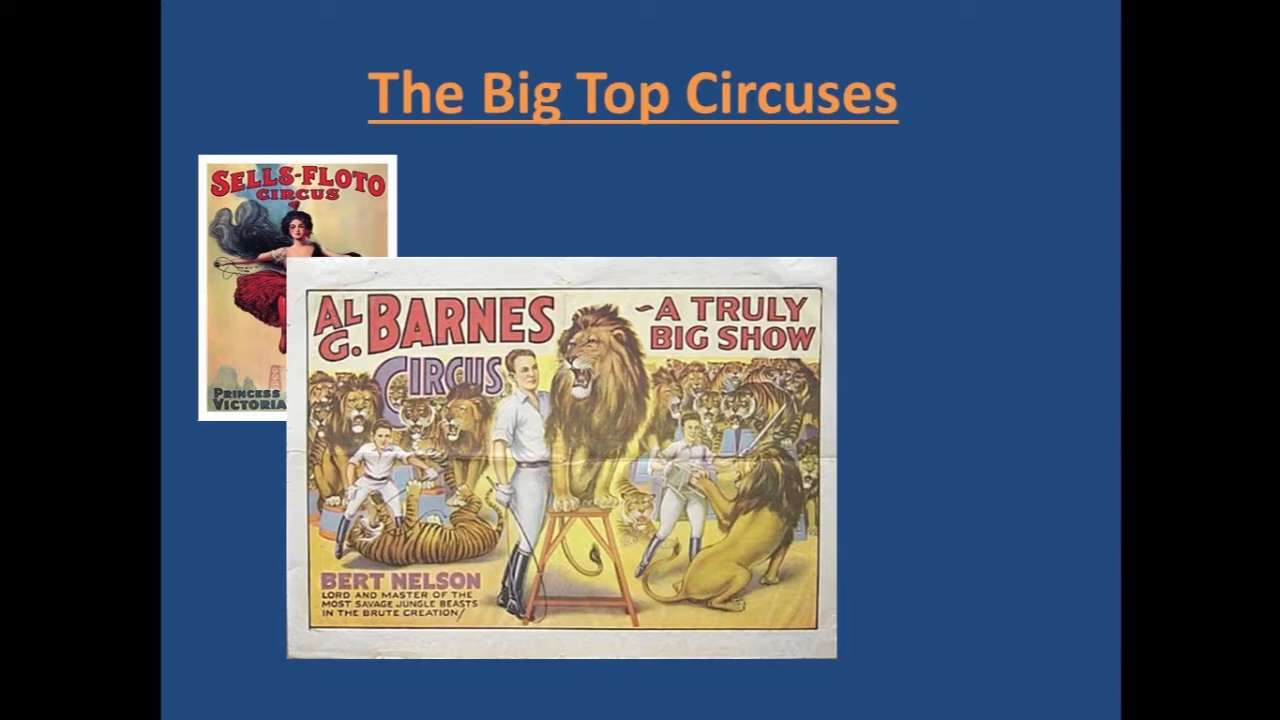 The Big Top Circuses
SELLS-FLOTO
CIRCUS
PRINCESS
VICTORIA
AL G. BARNES
CIRCUS
~A TRULY
BIG SHOW
BERT NELSON
LORD AND MASTER OF THE
MOST SAVAGE JUNGLE BEASTS
IN THE BRUTE CREATION!